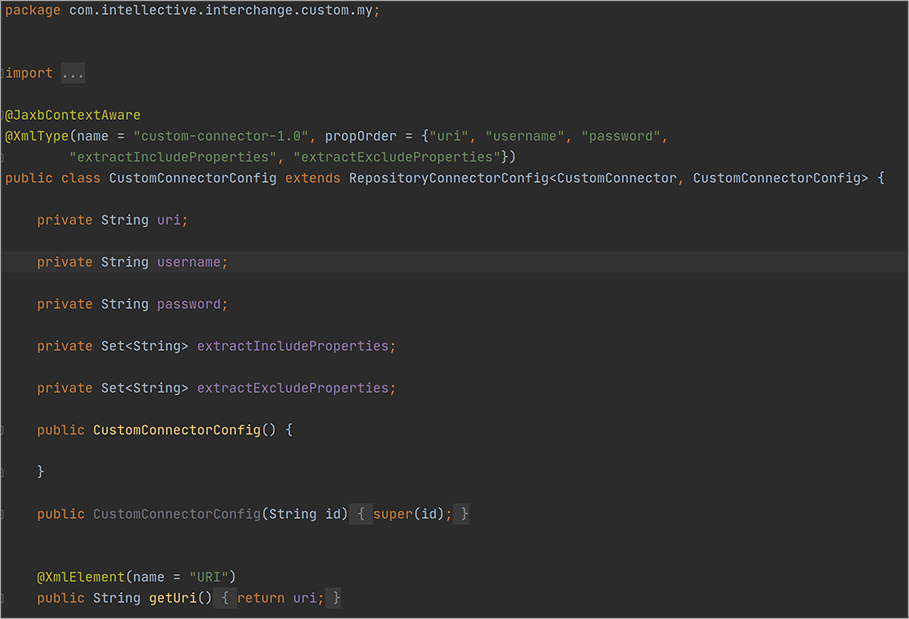 package com.intellective.interchange.custom.my;
import ...
@JaxbContextAware
@XmlType(name = "custom-connector-1.0", propOrder = {"uri", "username", "password",
"extractIncludeProperties", "extractExcludeProperties"})
public class CustomConnectorConfig extends RepositoryConnectorConfig<CustomConnector, CustomConnectorConfig> {
private String uri;
private String username;
private String password;
private Set<String> extractIncludeProperties;
private Set<String> extractExcludeProperties;
public CustomConnectorConfig() {
}
public CustomConnectorConfig(String id) { super(id); }
@XmlElement(name = "URI")
public String getUri() { return uri; }